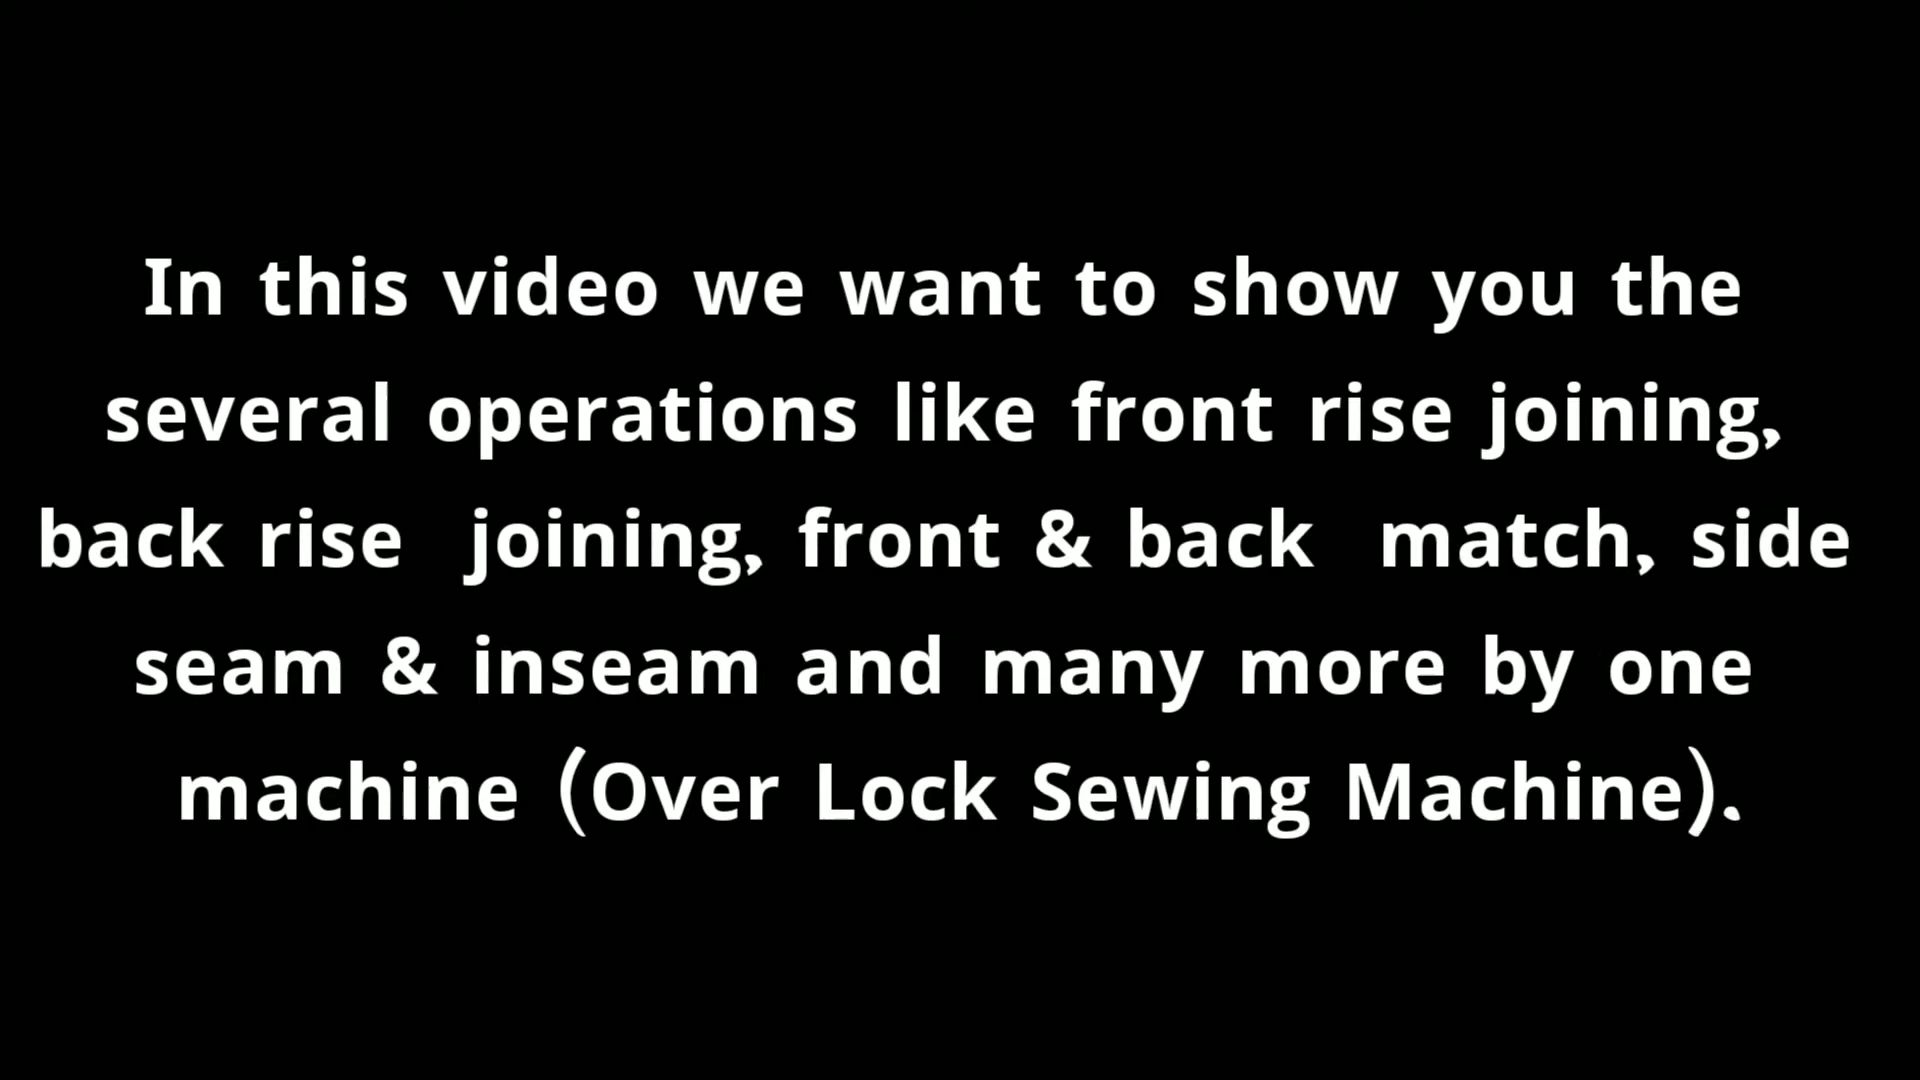 In this video we want to show you the
several operations like front rise joining,
back rise  joining, front & back  match, side
seam & inseam and many more by one
machine (Over Lock Sewing Machine).